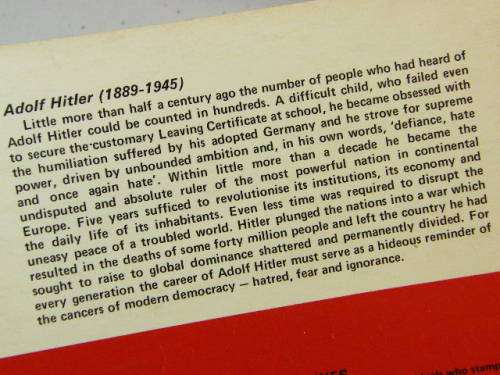 Adolf Hitler (1889-1945)
Little more than half a century ago the number of people who had heard of
Adolf Hitler could be counted in hundreds. A difficult child, who failed even
to secure the customary Leaving Certificate at school, he became obsessed with
the humiliation suffered by his adopted Germany and he strove for supreme
power, driven by unbounded ambition and, in his own words, 'defiance, hate
and once again hate'. Within little more than a decade he became the
undisputed and absolute ruler of the most powerful nation in continental
Europe. Five years sufficed to revolutionise its institutions, its economy and
the daily life of its inhabitants. Even less time was required to disrupt the
uneasy peace of a troubled world. Hitler plunged the nations into a war which
resulted in the deaths of some forty million people and left the country he had
sought to raise to global dominance shattered and permanently divided. For
every generation the career of Adolf Hitler must serve as a hideous reminder of
the cancers of modern democracy — hatred, fear and ignorance.
who stamp